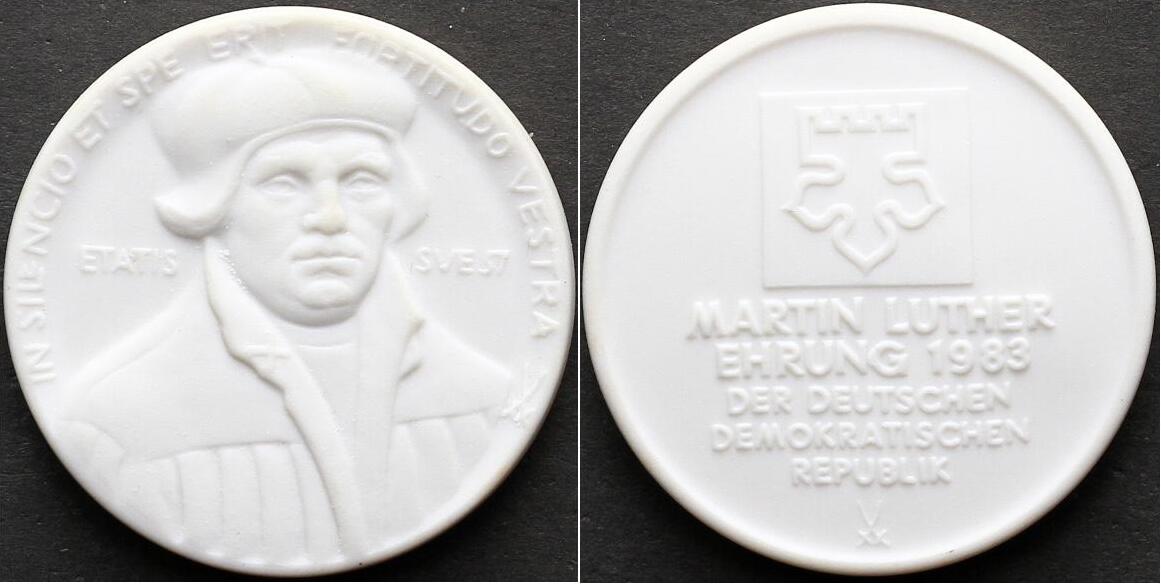 IN SILENCIO ET SPE ERIT FORTITUDO VESTRA
ETATIS SVE 57
MARTIN LUTHER
EHRUNG 1983
DER DEUTSCHEN
DEMOKRATISCHEN
REPUBLIK